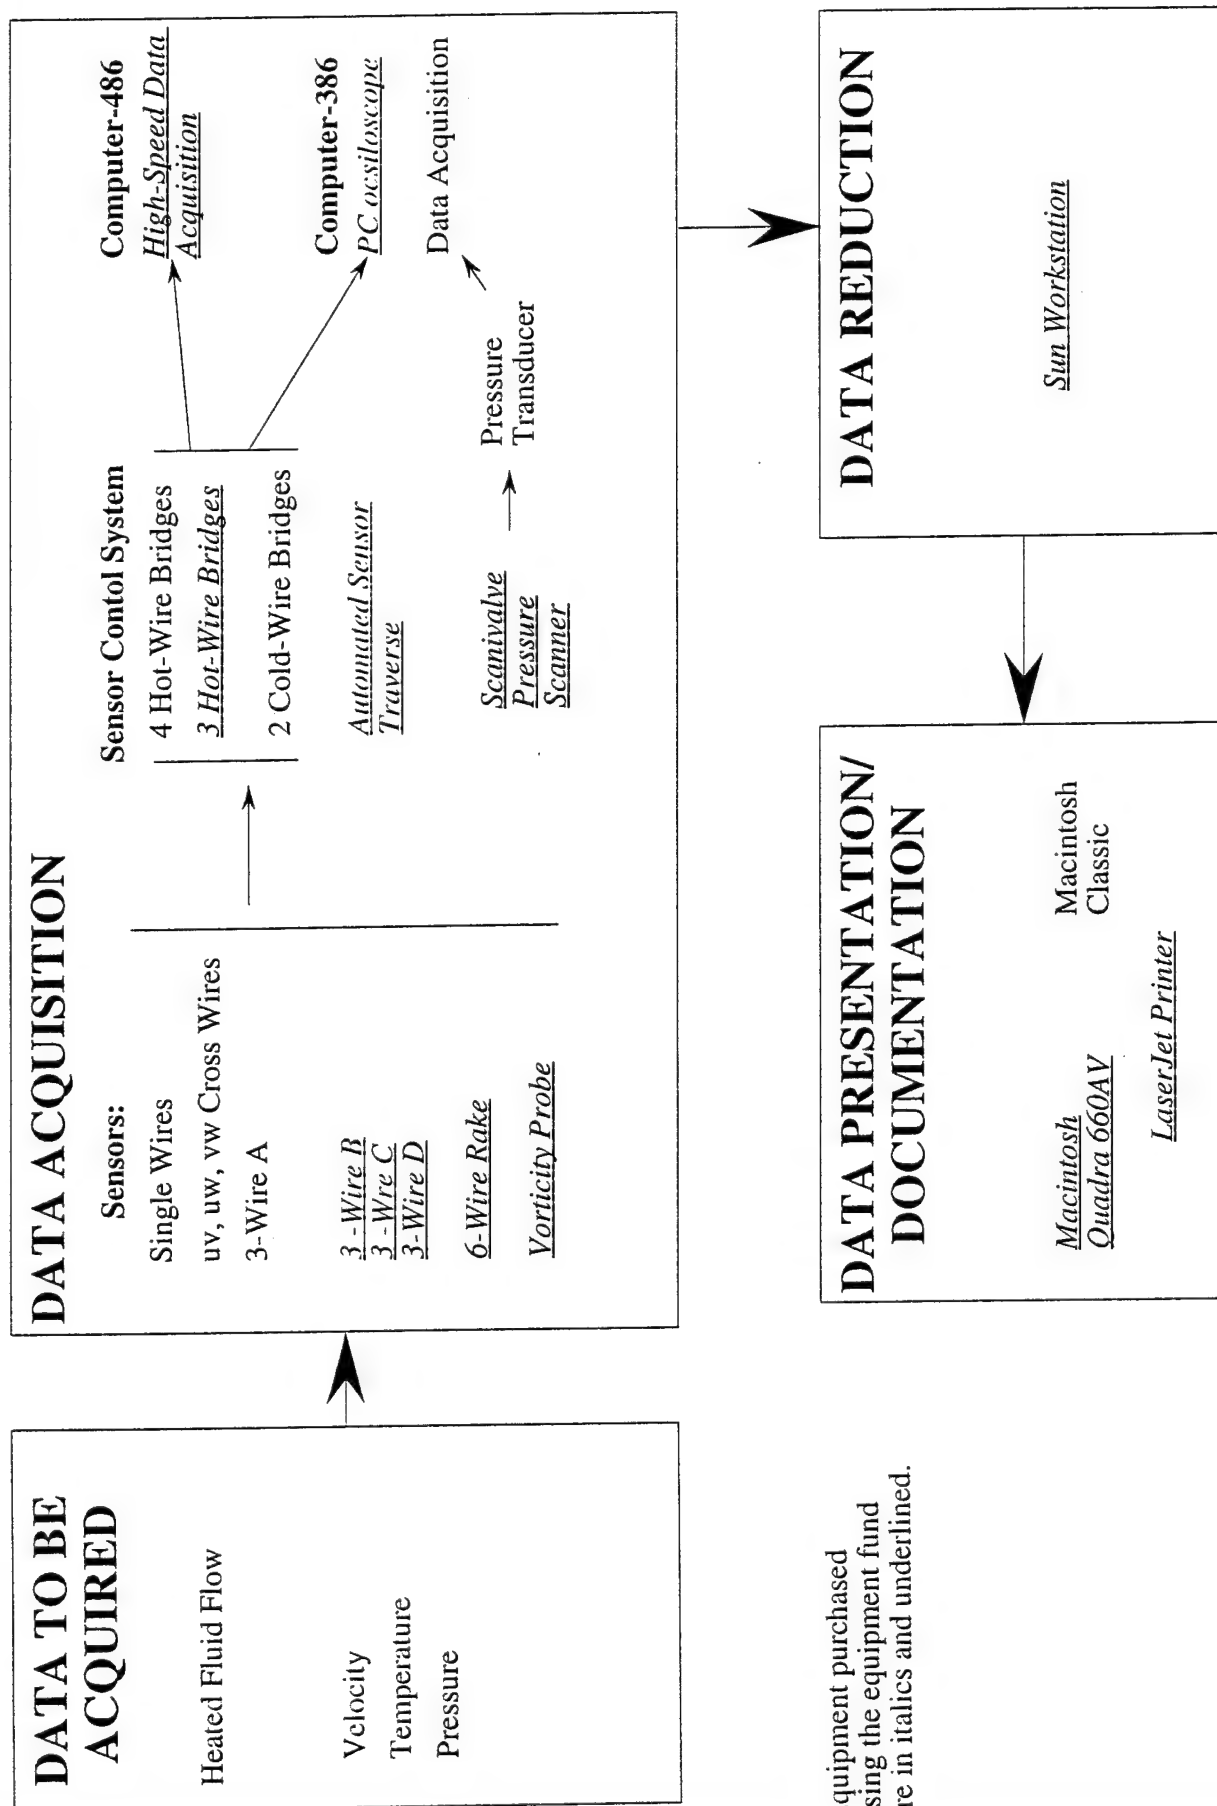 DATA TO BE
ACQUIRED
Heated Fluid Flow
Velocity
Temperature
Pressure
DATA ACQUISITION
Sensors:
Single Wires
uv, uw, vw Cross Wires
3-Wire A
3 -Wire B
3 -Wre C
3-Wire D
6-Wire Rake
Vorticity Probe
Sensor Contol System
4 Hot-Wire Bridges
3 Hot-Wire Bridges
2 Cold-Wire Bridges
Automated Sensor
Traverse
Scanivalve
Pressure
Scanner
Pressure
Transducer
Computer-486
High-Speed Data
Acquisition
Computer-386
PC ocsiloscope
Data Acquisition
DATA REDUCTION
Sun Workstation
DATA PRESENTATION/
DOCUMENTATION
Macintosh
Quadra 660AV
Macintosh
Classic
LaserJet Printer
quipment purchased
sing the equipment fund
re in italics and underlined.